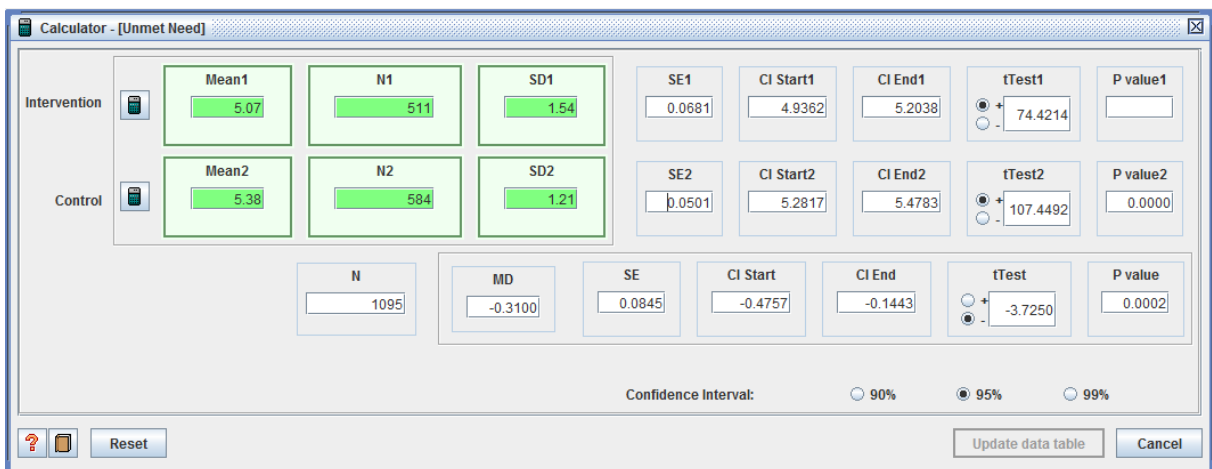 Calculator - [Unmet Need]
Mean1 N1 SD1 SE1 CI Start1 CI End1 tTest1 P value1
Intervention 5.07 511 1.54 0.0681 4.9362 5.2038 + - 74.4214
Mean2 N2 SD2 SE2 CI Start2 CI End2 tTest2 P value2
Control 5.38 584 1.21 0.0501 5.2817 5.4783 + - 107.4492 0.0000
N MD SE CI Start CI End tTest P value
1095 -0.3100 0.0845 -0.4757 -0.1443 + - -3.7250 0.0002
Confidence Interval: 90% 95% 99%
? Reset Update data table Cancel